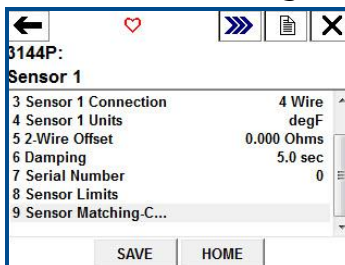 3144P:
Sensor 1
3 Sensor 1 Connection 4 Wire
4 Sensor 1 Units degF
5 2-Wire Offset 0.000 Ohms
6 Damping 5.0 sec
7 Serial Number 0
8 Sensor Limits
9 Sensor Matching-C...
SAVE HOME